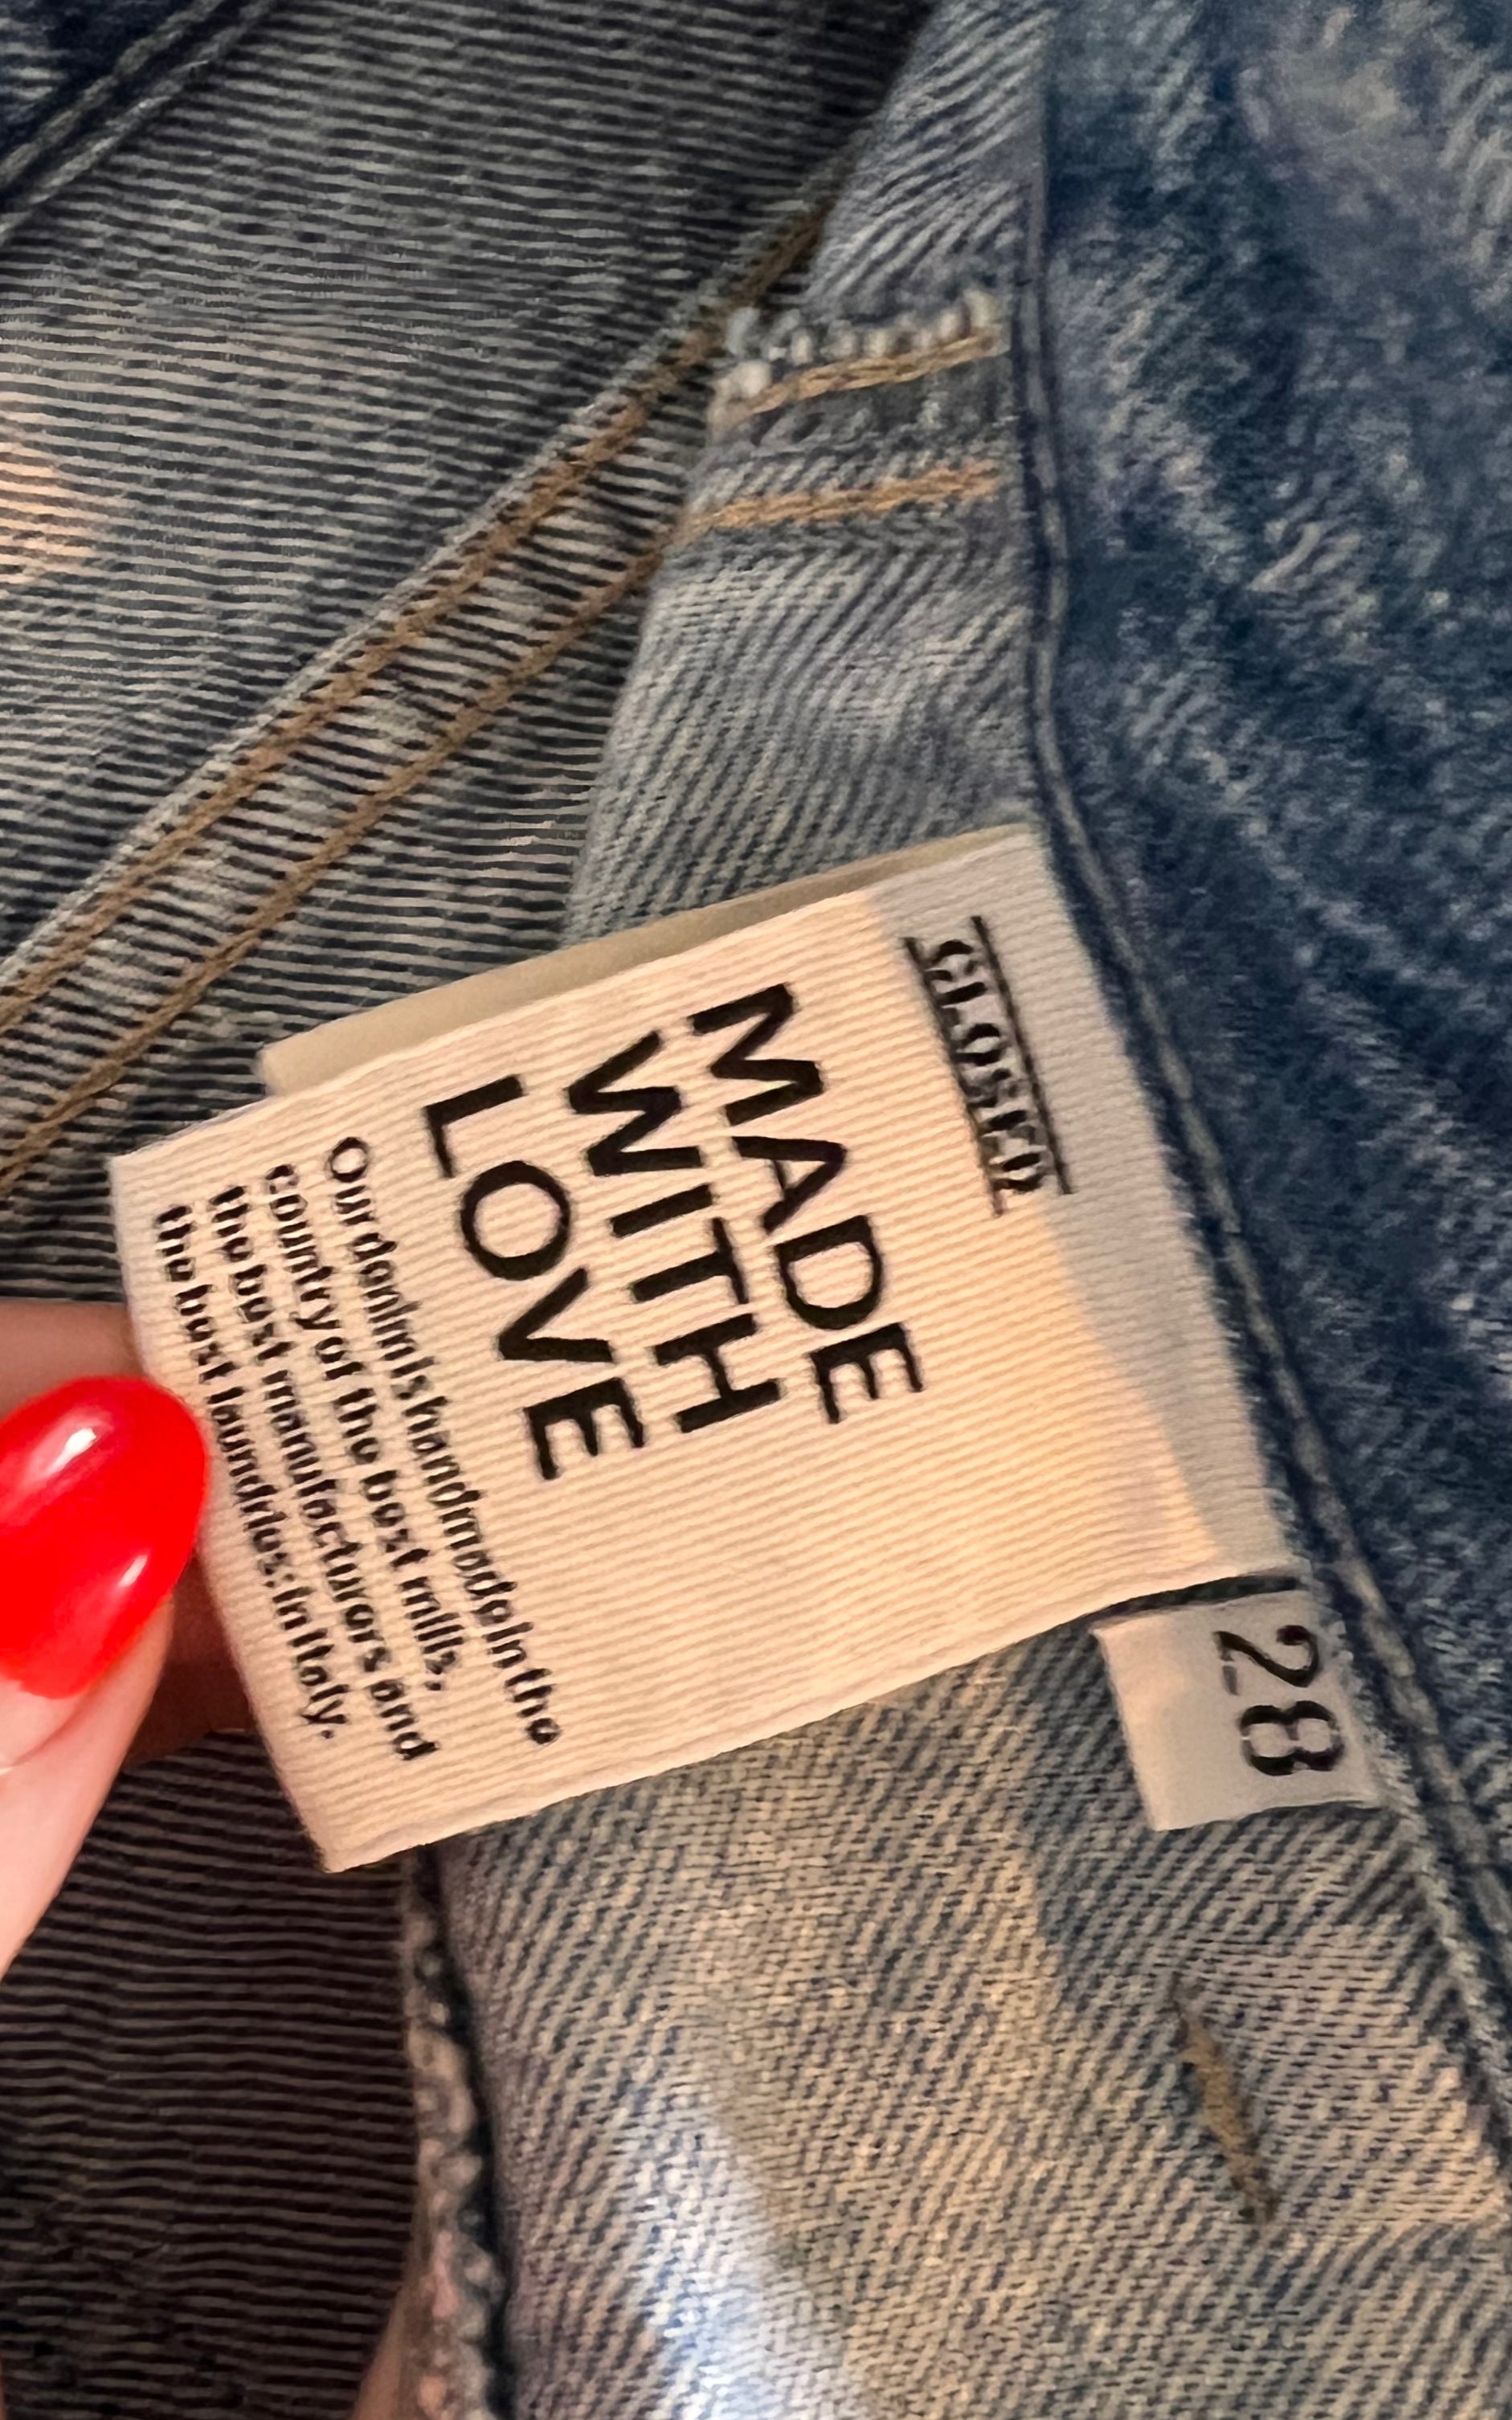 CLOSED
MADE
WITH
LOVE
Our denim is handmade in the
country of the best mills,
the best manufacturers and
the best laundries: in Italy.
28